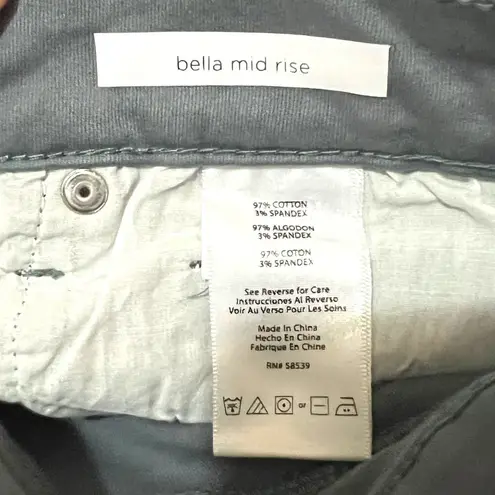 bella mid rise
97% COTTON
3% SPANDEX
97% ALGODON
3% SPANDEX
97% COTON
3% SPANDEX
See Reverse for Care
Instrucciones Al Reverso
Voir Au Verso Pour Les Soins
Made In China
Hecho En China
Fabrique En Chine
RN# 58539
or